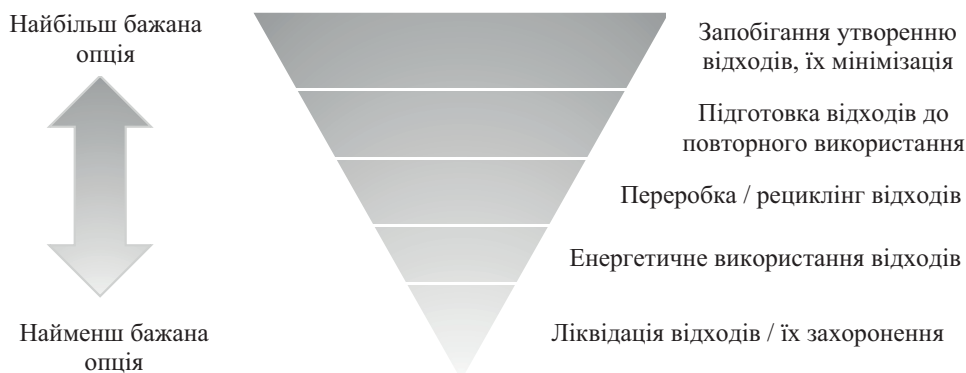 Найбільш бажана
опція
Запобігання утворенню
відходів, їх мінімізація
Підготовка відходів до
повторного використання
Переробка / рециклінг відходів
Енергетичне використання відходів
Найменш бажана
опція
Ліквідація відходів / їх захоронення